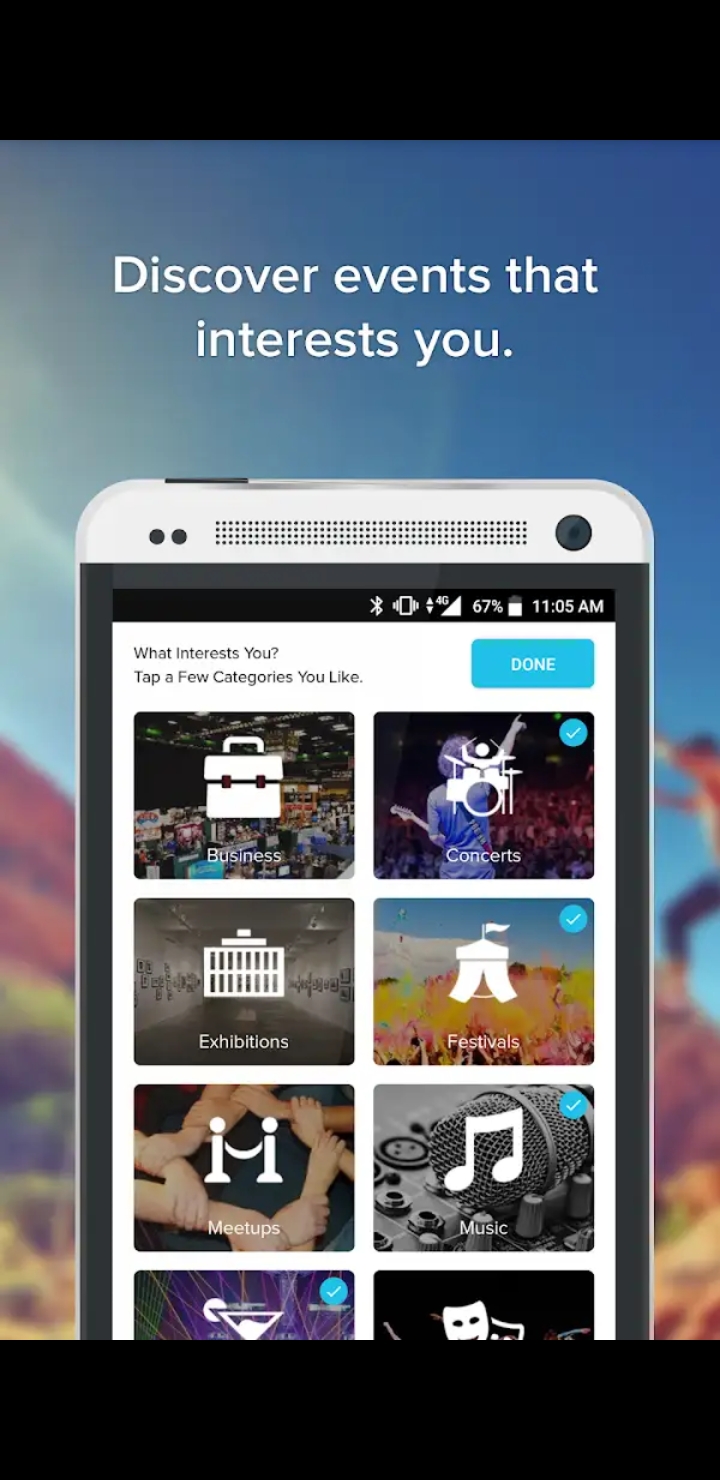 Discover events that
interests you.
4G 67% 11:05 AM
What Interests You?
Tap a Few Categories You Like.
DONE
Business
Concerts
Exhibitions
Festivals
Meetups
Music